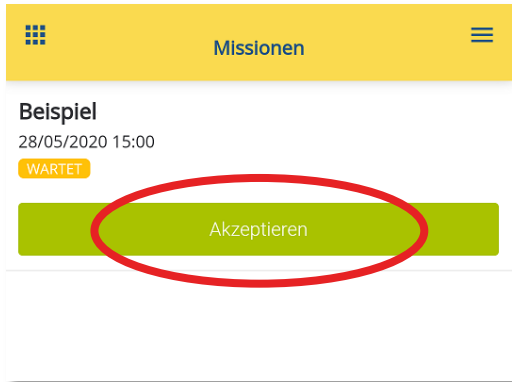 Missionen
Beispiel
28/05/2020 15:00
WARTET
Akzeptieren